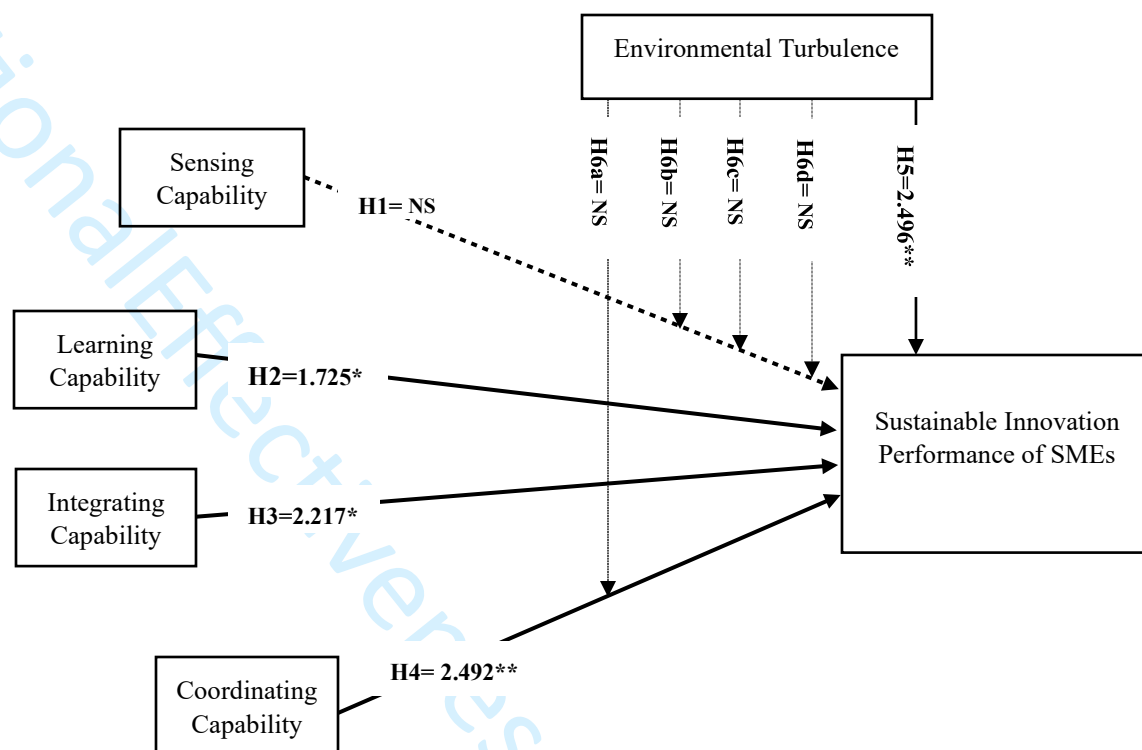 Environmental Turbulence
Sensing
Capability
H1= NS
H6a= NS
H6b= NS
H6c= NS
H6d= NS
H5=2.496**
Learning
Capability
H2=1.725*
Sustainable Innovation
Performance of SMEs
Integrating
Capability
H3=2.217*
Coordinating
Capability
H4= 2.492**
ionalEffectiveness